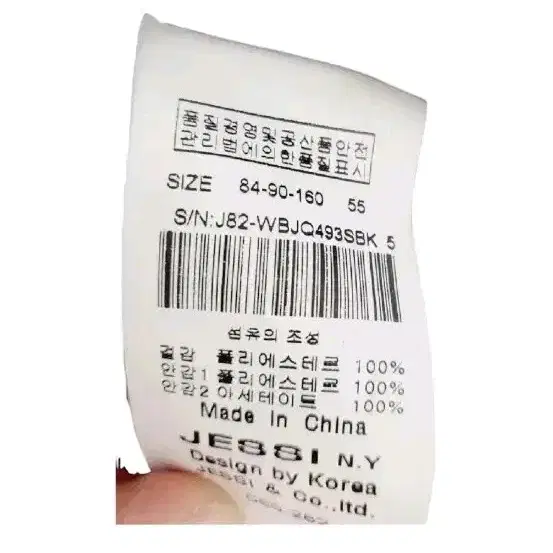 품질경영및공산품안전
관리법에의한품질표시
SIZE 84-90-160 55
S/N:J82-WBJQ493SBK 5
섬유의 조성
겉감 폴리에스테르 100%
안감1 폴리에스테르 100%
안감2 아세테이트 100%
Made in China
JESSI N.Y
Design by Korea
JESSI & Co.,ltd.